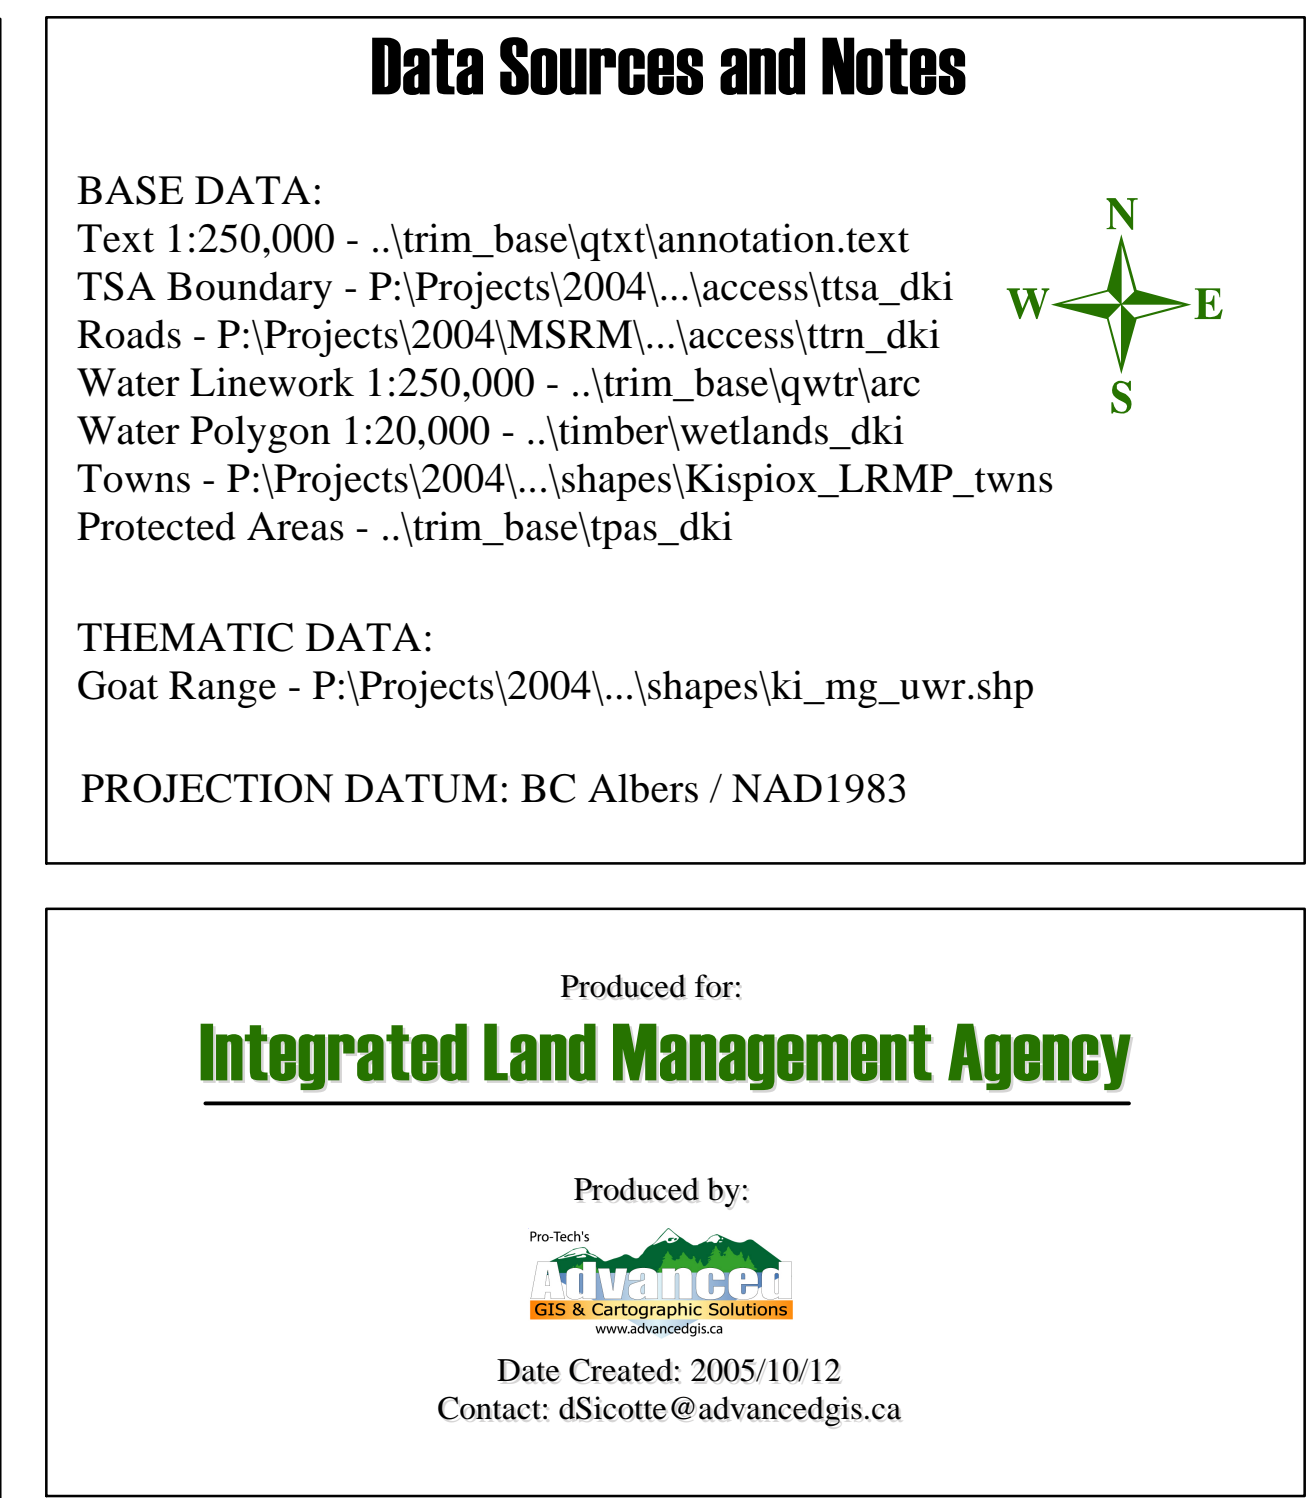 Data Sources and Notes
BASE DATA:
Text 1:250,000 - ..\trim_base\qtxt\annotation.text
TSA Boundary - P:\Projects\2004\...\access\ttsa_dki
Roads - P:\Projects\2004\MSRM\...\access\ttrn_dki
Water Linework 1:250,000 - ..\trim_base\qwtr\arc
Water Polygon 1:20,000 - ..\timber\wetlands_dki
Towns - P:\Projects\2004\...\shapes\Kispiox_LRMP_twns
Protected Areas - ..\trim_base\tpas_dki
N
W E
S
THEMATIC DATA:
Goat Range - P:\Projects\2004\...\shapes\ki_mg_uwr.shp
PROJECTION DATUM: BC Albers / NAD1983
Produced for:
Integrated Land Management Agency
Produced by:
Pro-Tech's
Advanced
GIS & Cartographic Solutions
www.advancedgis.ca
Date Created: 2005/10/12
Contact: dSicotte@advancedgis.ca